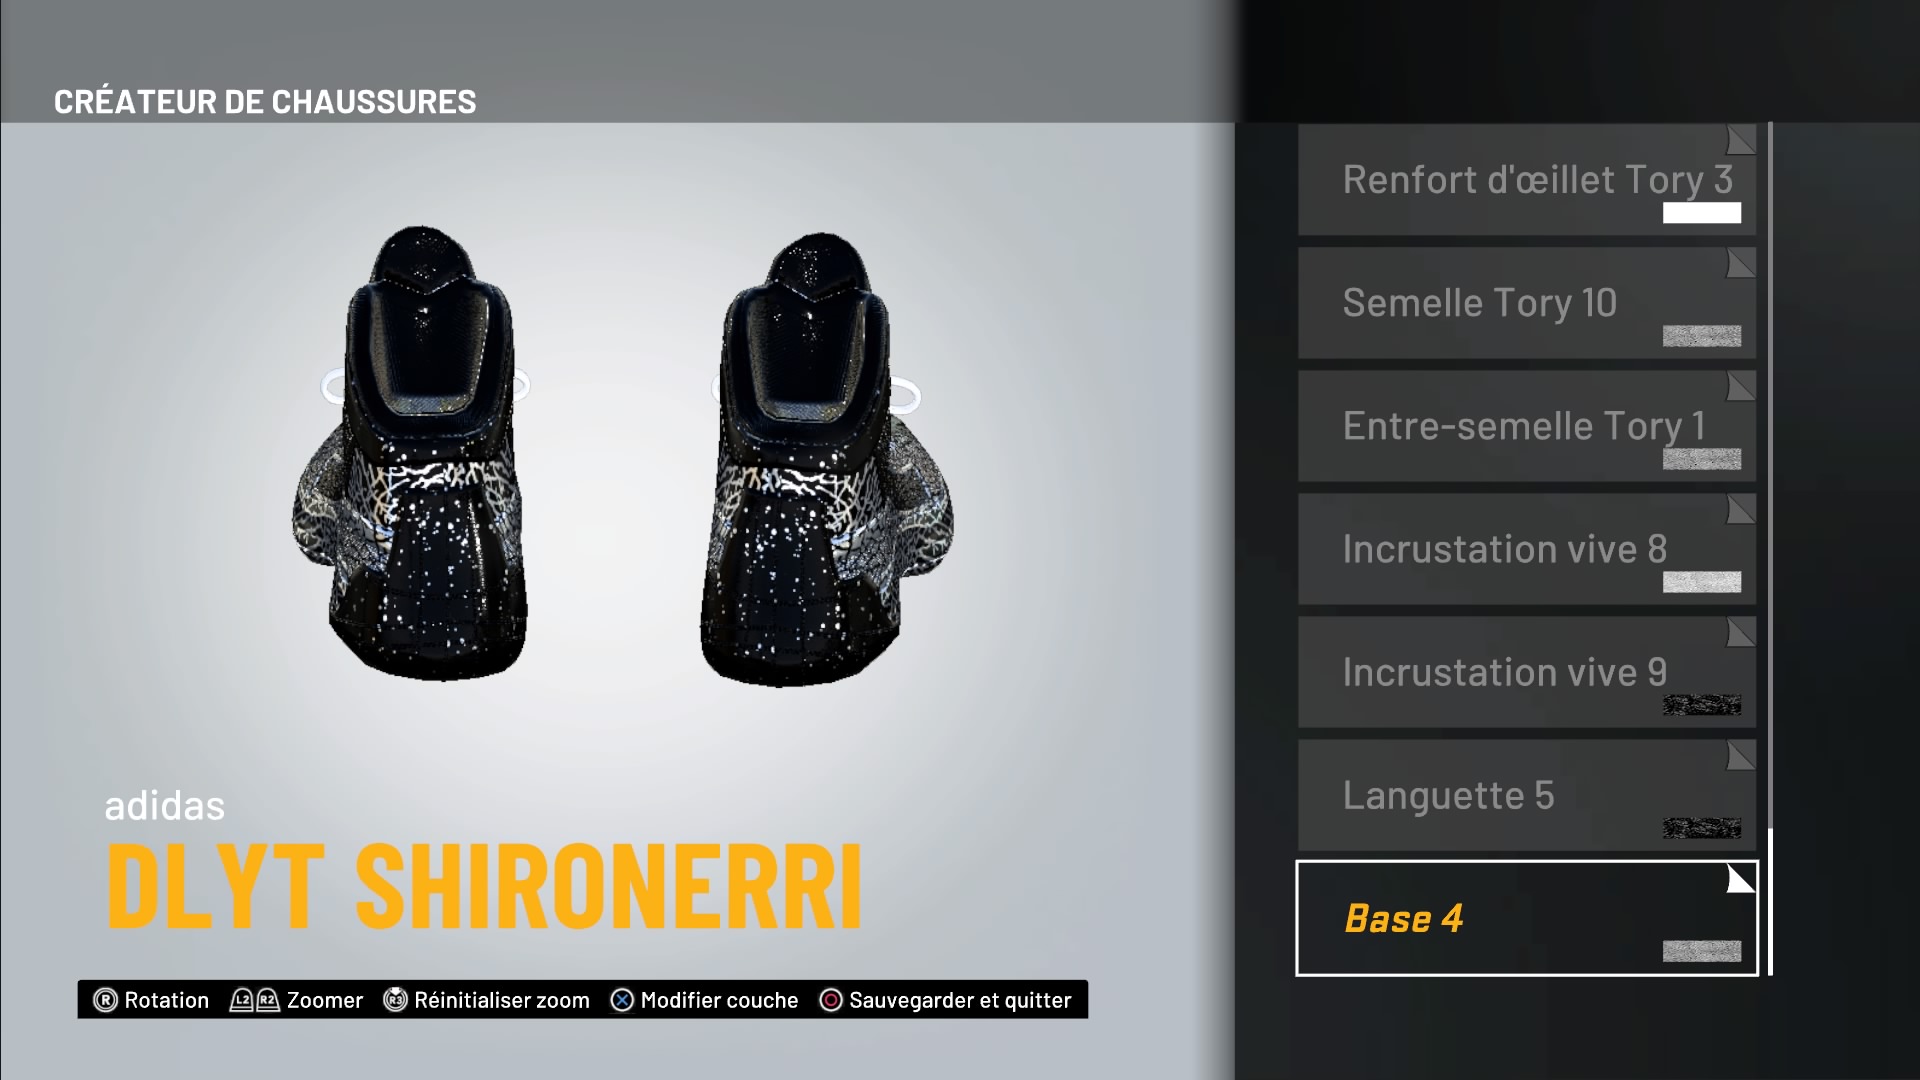 CRÉATEUR DE CHAUSSURES
Renfort d'œillet Tory 3
Semelle Tory 10
Entre-semelle Tory 1
Incrustation vive 8
Incrustation vive 9
Languette 5
Base 4
adidas
DLYT SHIRONERRI
R Rotation L2 R2 Zoomer R3 Réinitialiser zoom Modifier couche Sauvegarder et quitter